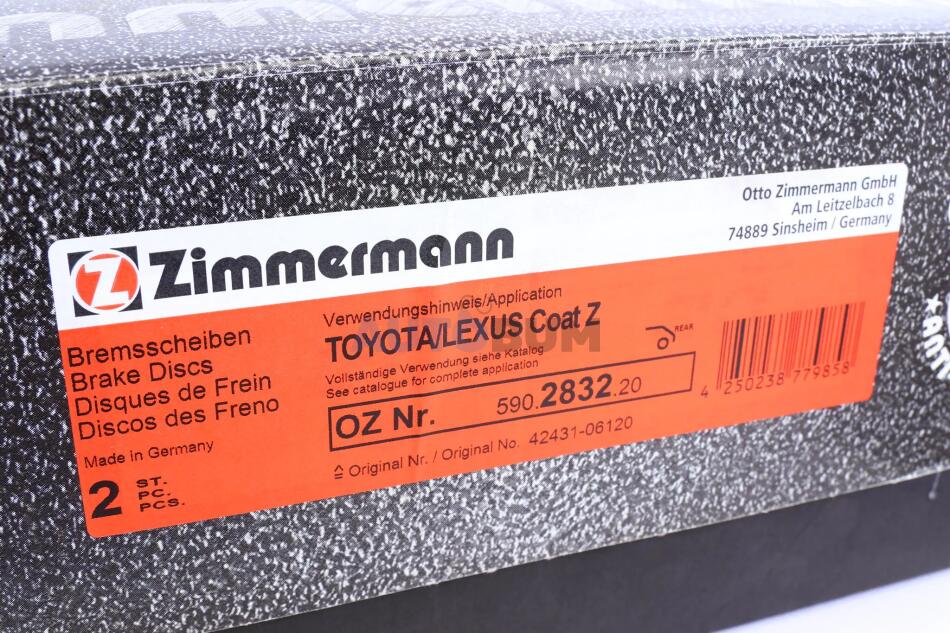 Zimmermann
Otto Zimmermann GmbH
Am Leitzelbach 8
74889 Sinsheim / Germany
Bremsscheiben
Brake Discs
Disques de Frein
Discos des Freno
Made in Germany
2 ST.
PC.
PCS.
Verwendungshinweis/Application
TOYOTA/LEXUS Coat Z
Vollständige Verwendung siehe Katalog
See catalogue for complete application
REAR
OZ Nr. 590.2832.20
≙ Original Nr. / Original No. 42431-06120
4 250238 779858